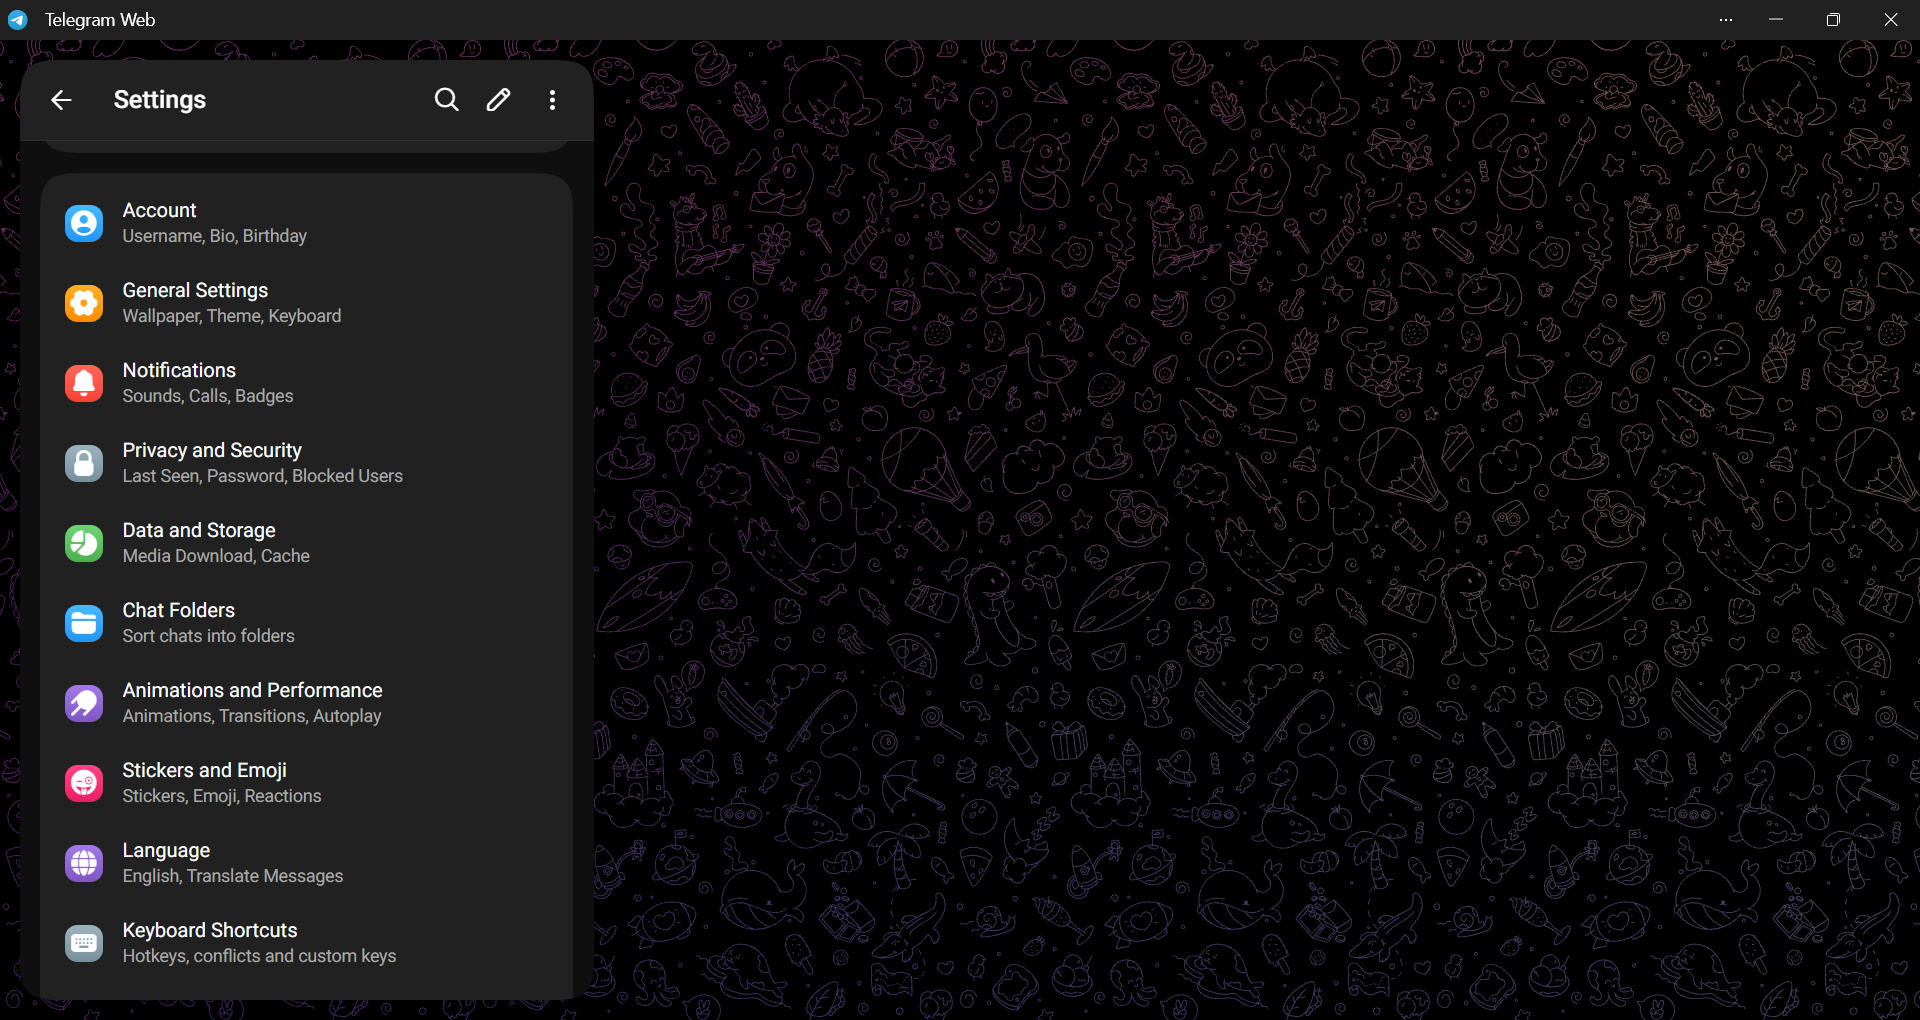 Telegram Web
Settings
Account
Username, Bio, Birthday
General Settings
Wallpaper, Theme, Keyboard
Notifications
Sounds, Calls, Badges
Privacy and Security
Last Seen, Password, Blocked Users
Data and Storage
Media Download, Cache
Chat Folders
Sort chats into folders
Animations and Performance
Animations, Transitions, Autoplay
Stickers and Emoji
Stickers, Emoji, Reactions
Language
English, Translate Messages
Keyboard Shortcuts
Hotkeys, conflicts and custom keys